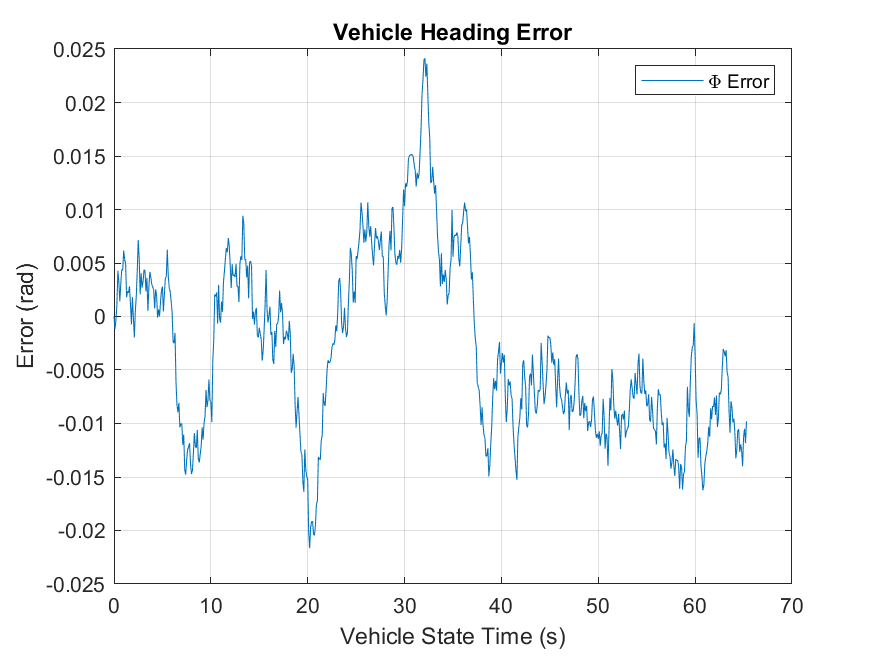 Vehicle Heading Error
0.025
0.02
0.015
0.01
0.005
0
-0.005
-0.01
-0.015
-0.02
-0.025
Error (rad)
Φ Error
0 10 20 30 40 50 60 70
Vehicle State Time (s)